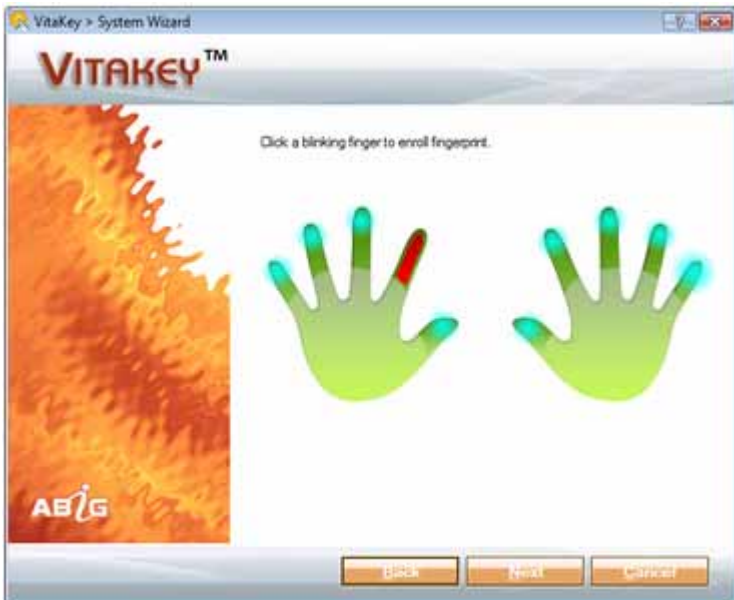 VitaKey > System Wizard
VITAKEY™
Click a blinking finger to enroll fingerprint.
ABiG
Back
Next
Cancel